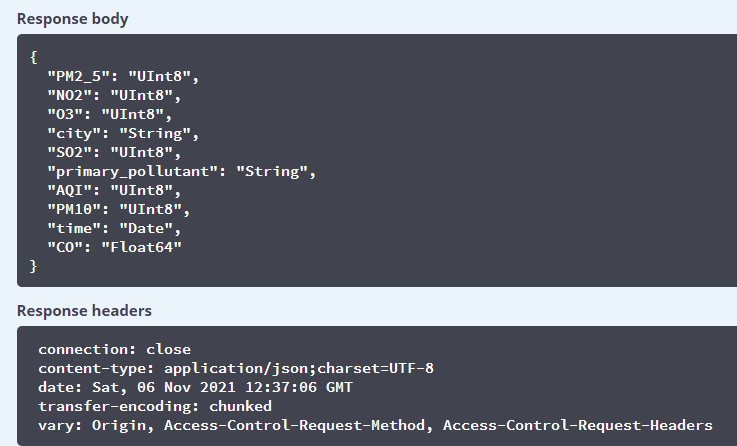 Response body
{
"PM2_5": "UInt8",
"NO2": "UInt8",
"O3": "UInt8",
"city": "String",
"SO2": "UInt8",
"primary_pollutant": "String",
"AQI": "UInt8",
"PM10": "UInt8",
"time": "Date",
"CO": "Float64"
}
Response headers
connection: close
content-type: application/json;charset=UTF-8
date: Sat, 06 Nov 2021 12:37:06 GMT
transfer-encoding: chunked
vary: Origin, Access-Control-Request-Method, Access-Control-Request-Headers